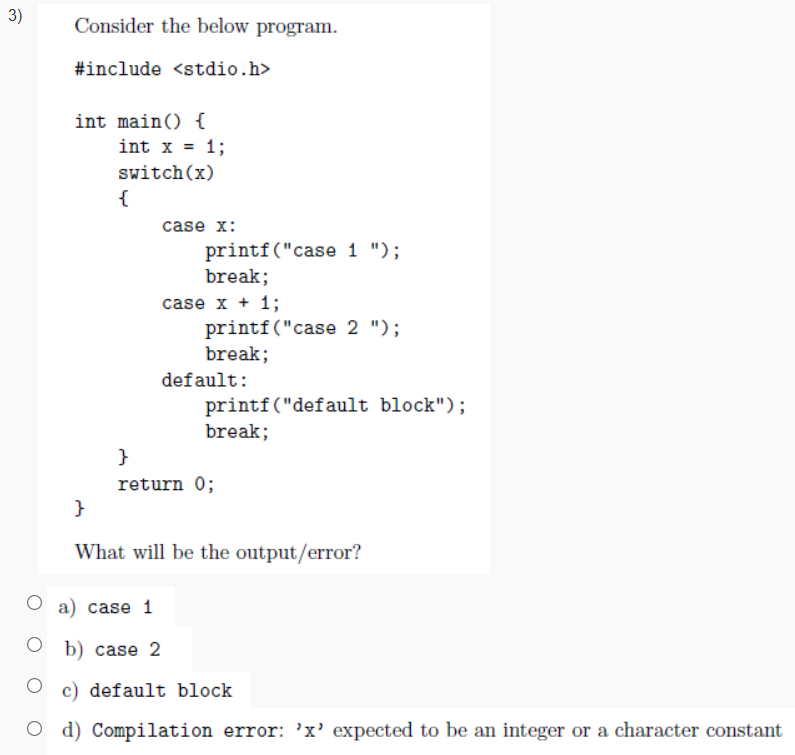 3)
Consider the below program.
#include <stdio.h>
int main() {
    int x = 1;
    switch(x)
    {
        case x:
            printf("case 1 ");
            break;
        case x + 1;
            printf("case 2 ");
            break;
        default:
            printf("default block");
            break;
    }
    return 0;
}
What will be the output/error?
a) case 1
b) case 2
c) default block
d) Compilation error: ’x’ expected to be an integer or a character constant